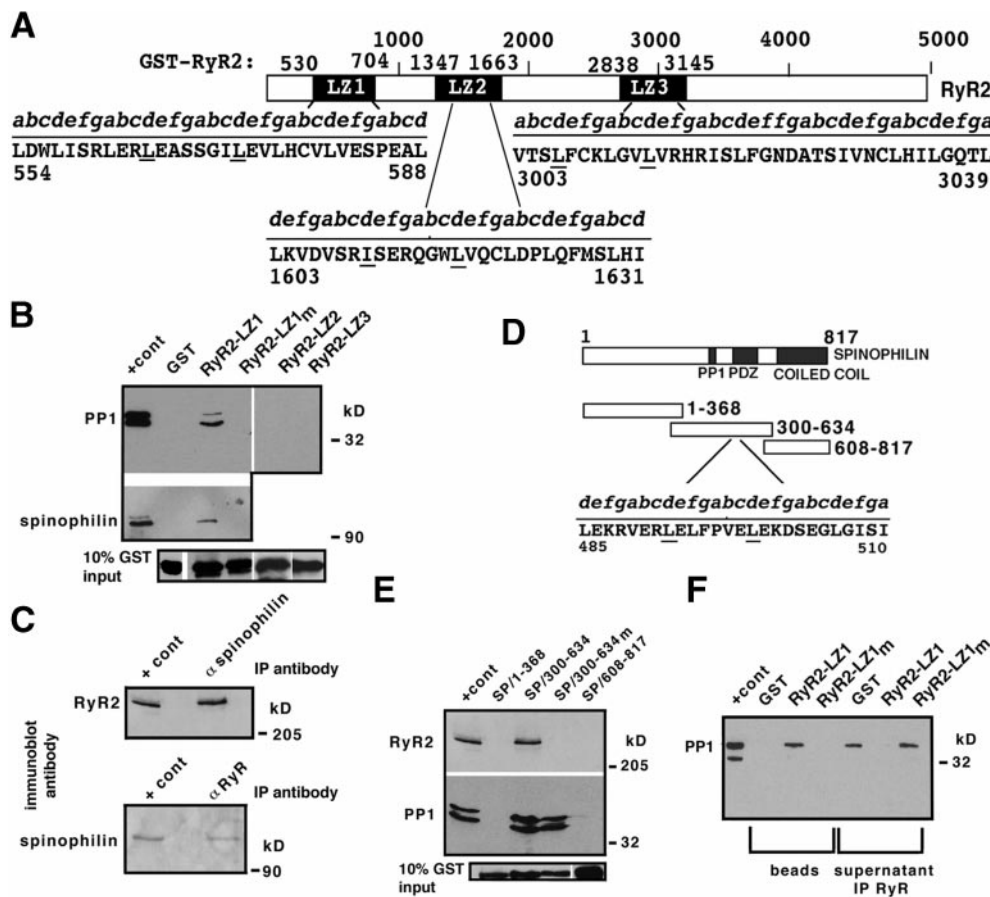 A
1000 2000 3000 4000 5000
GST-RyR2: 530 704 1347 1663 2838 3145
LZ1 LZ2 LZ3 RyR2
abcdefgabcdefgabcdefgabcdefgabcdefgabcd
LDWLISRLERLEASSGILEVLHCVLVESPEAL
554 588
abcdefgabcdefgabcdeffgabcdefgabcdefga
VTSLFCKLGVLVRHRISLFGNDATSIVNCLHILGQTL
3003 3039
defgabcdefgabcdefgabcdefgabcd
LKVDVSRISERQGWLVQCLDPLQFMSLHI
1603 1631
B
+cont GST RyR2-LZ1 RyR2-LZ1m RyR2-LZ2 RyR2-LZ3
PP1
kD
32
spinophilin
90
10% GST
input
C
+ cont α spinophilin IP antibody
RyR2
kD
205
immunoblot
antibody
+ cont α RyR IP antibody
spinophilin
kD
90
D
1 817
SPINOPHILIN
PP1 PDZ COILED COIL
1-368
300-634
608-817
defgabcdefgabcdefgabcdefga
LEKRVERLELFPVELEKDSEGLGISI
485 510
E
+cont SP/1-368 SP/300-634 SP/300-634m SP/608-817
RyR2
kD
205
PP1
32
10% GST
input
F
+cont GST RyR2-LZ1 RyR2-LZ1m GST RyR2-LZ1 RyR2-LZ1m
PP1
kD
32
beads supernatant
IP RyR